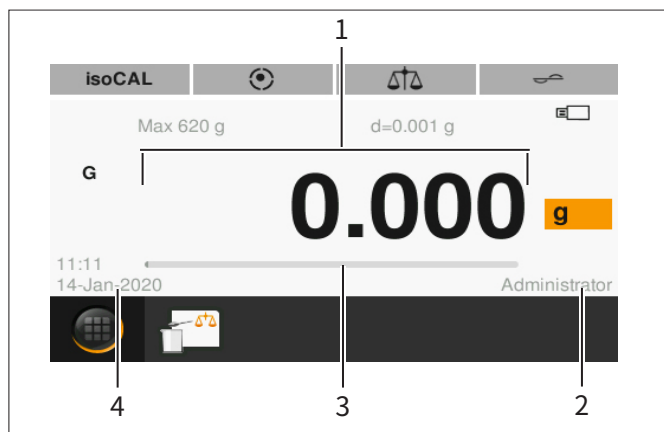 1
isoCAL
Max 620 g d=0.001 g
G
0.000 g
11:11
14-Jan-2020 Administrator
4 3 2